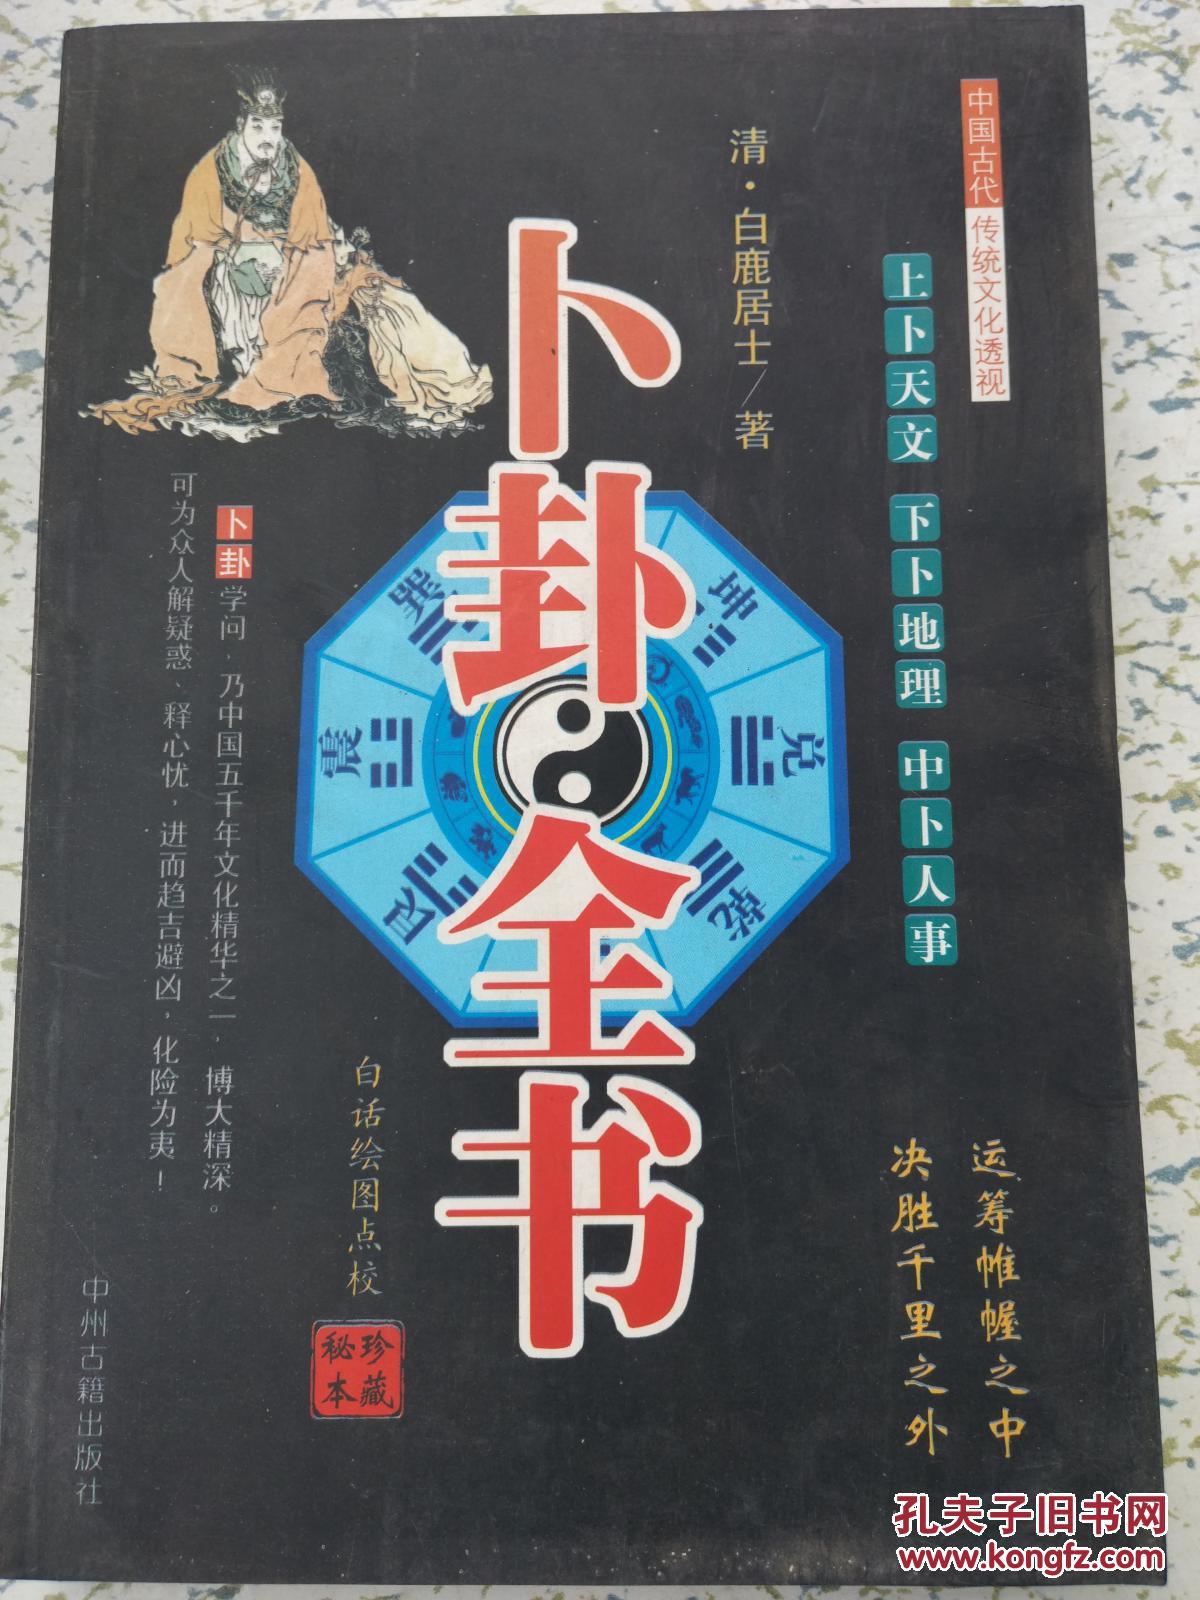 中国古代传统文化透视
上卜天文 下卜地理 中卜人事
运筹帷幄之中
决胜千里之外
清·白鹿居士/著
卜卦全书
巽
坤
震
兑
艮
乾
白话绘图点校
珍藏
秘本
卜卦学问，乃中国五千年文化精华之一，博大精深。
可为众人解疑惑、释心忧，进而趋吉避凶，化险为夷！
中州古籍出版社
孔夫子旧书网
www.kongfz.com